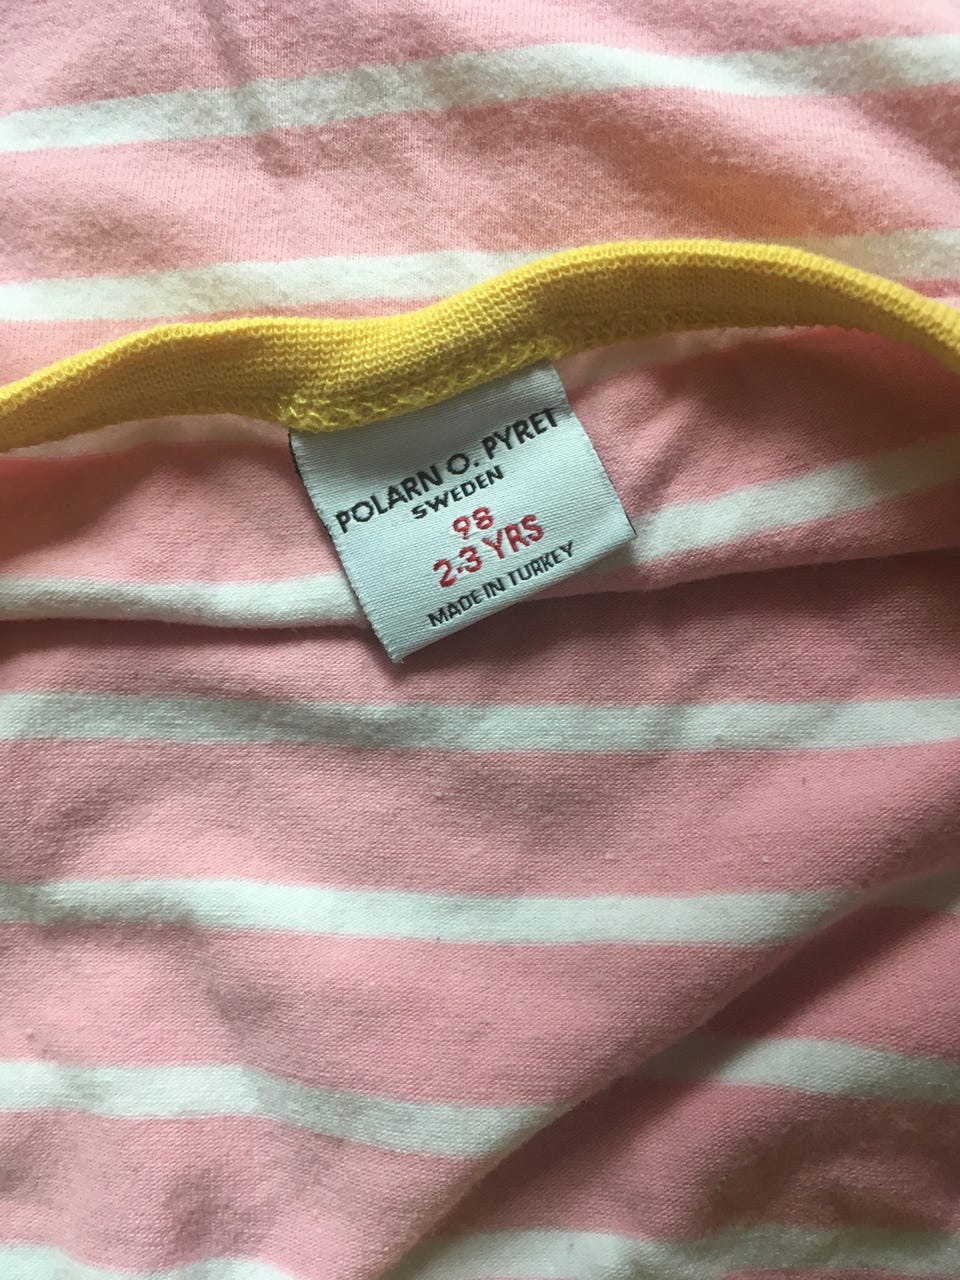 POLARN O. PYRET
SWEDEN
98
2-3 YRS
MADE IN TURKEY